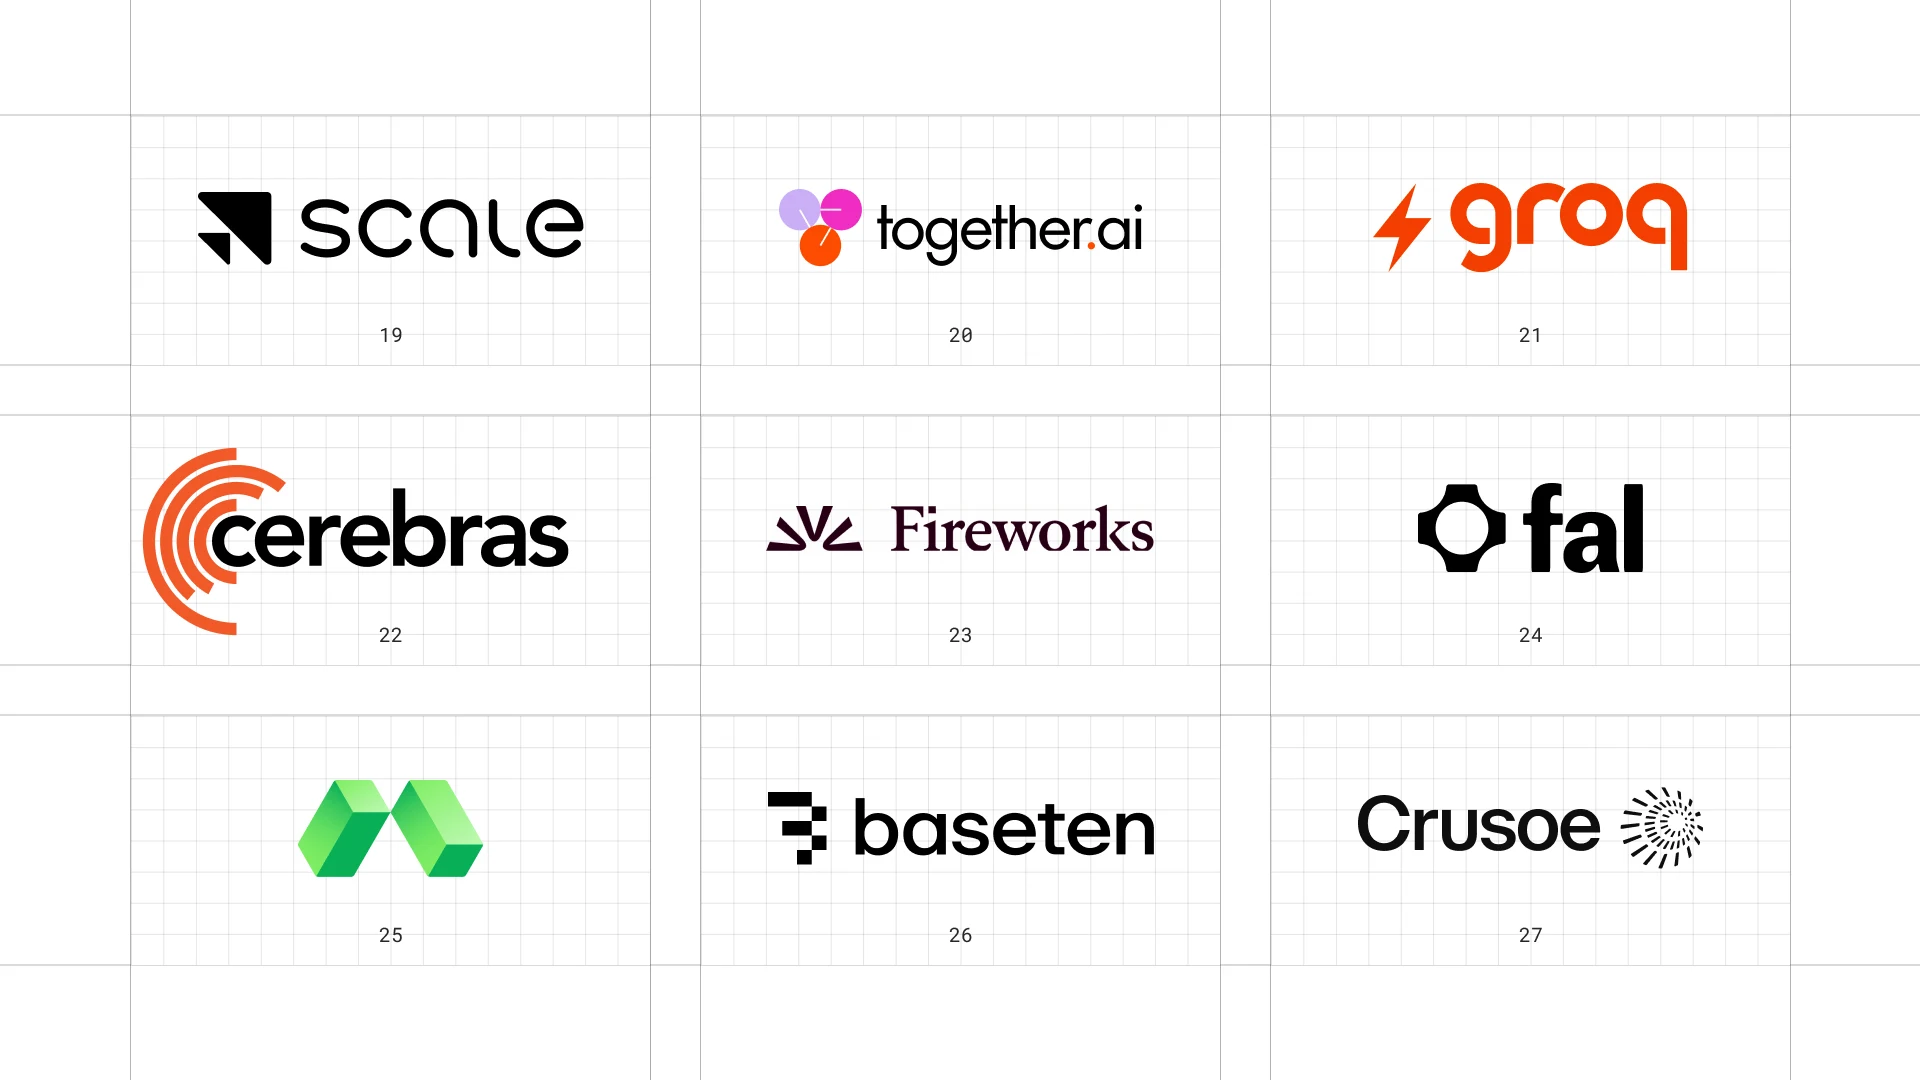 scale
together.ai
groq
19
20
21
cerebras
Fireworks
fal
22
23
24
baseten
Crusoe
25
26
27